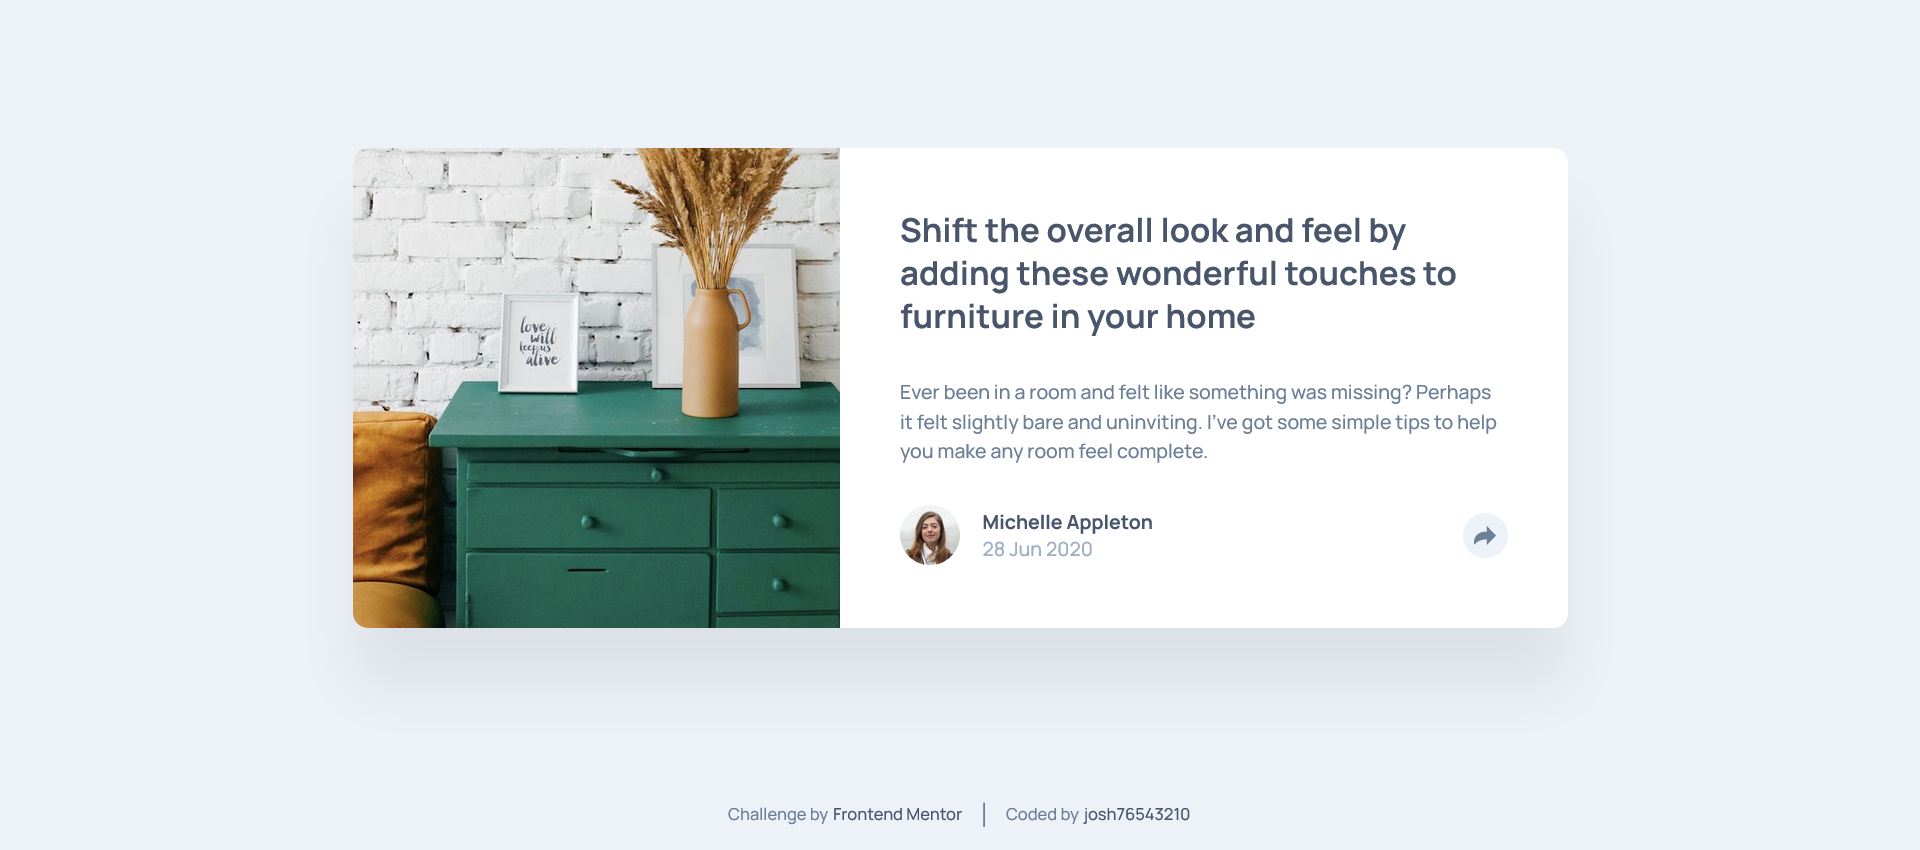 love
will
keep us
alive
Shift the overall look and feel by
adding these wonderful touches to
furniture in your home
Ever been in a room and felt like something was missing? Perhaps
it felt slightly bare and uninviting. I've got some simple tips to help
you make any room feel complete.
Michelle Appleton
28 Jun 2020
Challenge by Frontend Mentor | Coded by josh76543210